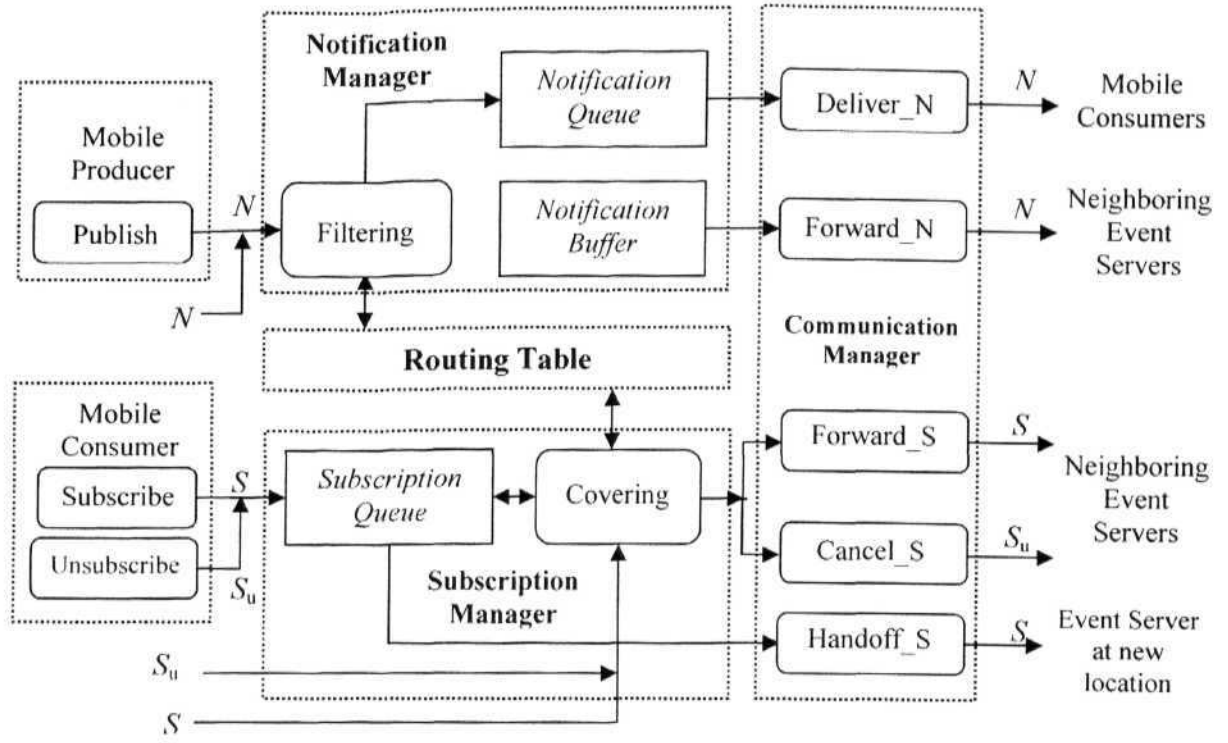 Notification
Manager
Notification
Queue
Deliver_N
N
Mobile
Consumers
Mobile
Producer
Publish
N
Filtering
Notification
Buffer
Forward_N
N
Neighboring
Event
Servers
N
Communication
Manager
Routing Table
Mobile
Consumer
Subscribe
Unsubscribe
S
Su
Subscription
Queue
Covering
Subscription
Manager
Forward_S
S
Cancel_S
Su
Neighboring
Event
Servers
Handoff_S
S
Event Server
at new
location
Su
S